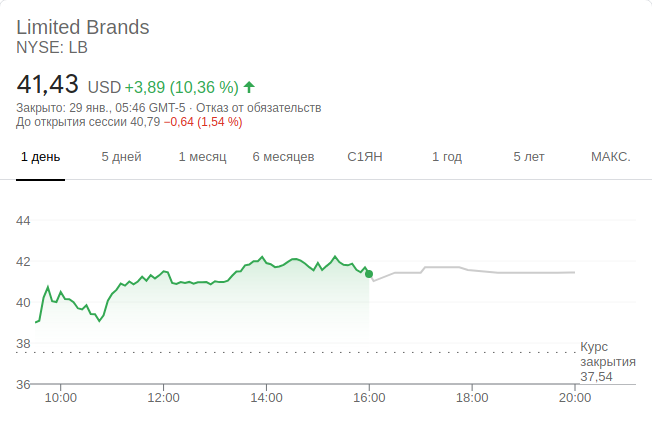 Limited Brands
NYSE: LB
41,43 USD +3,89 (10,36 %)
Закрыто: 29 янв., 05:46 GMT-5 · Отказ от обязательств
До открытия сессии 40,79 −0,64 (1,54 %)
1 день 5 дней 1 месяц 6 месяцев С1ЯН 1 год 5 лет МАКС.
44
42
40
38
Курс
закрытия
37,54
36
10:00 12:00 14:00 16:00 18:00 20:00